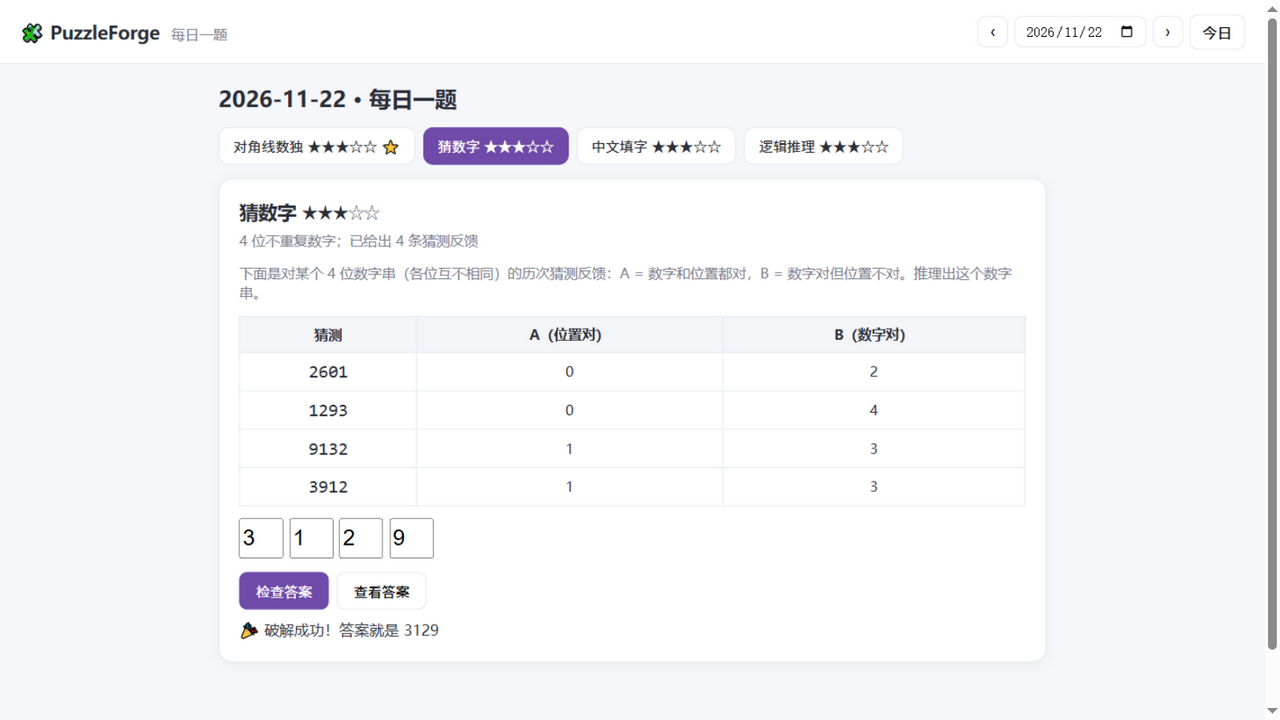 PuzzleForge 每日一题
‹ 2026/11/22 › 今日
2026-11-22 • 每日一题
对角线数独 ★★★☆☆ ⭐ 猜数字 ★★★☆☆ 中文填字 ★★★☆☆ 逻辑推理 ★★★☆☆
猜数字 ★★★☆☆
4 位不重复数字；已给出 4 条猜测反馈
下面是对某个 4 位数字串（各位互不相同）的历次猜测反馈：A = 数字和位置都对，B = 数字对但位置不对。推理出这个数字
串。
猜测 A（位置对） B（数字对）
2601 0 2
1293 0 4
9132 1 3
3912 1 3
3 1 2 9
检查答案 查看答案
🎉 破解成功！答案就是 3129